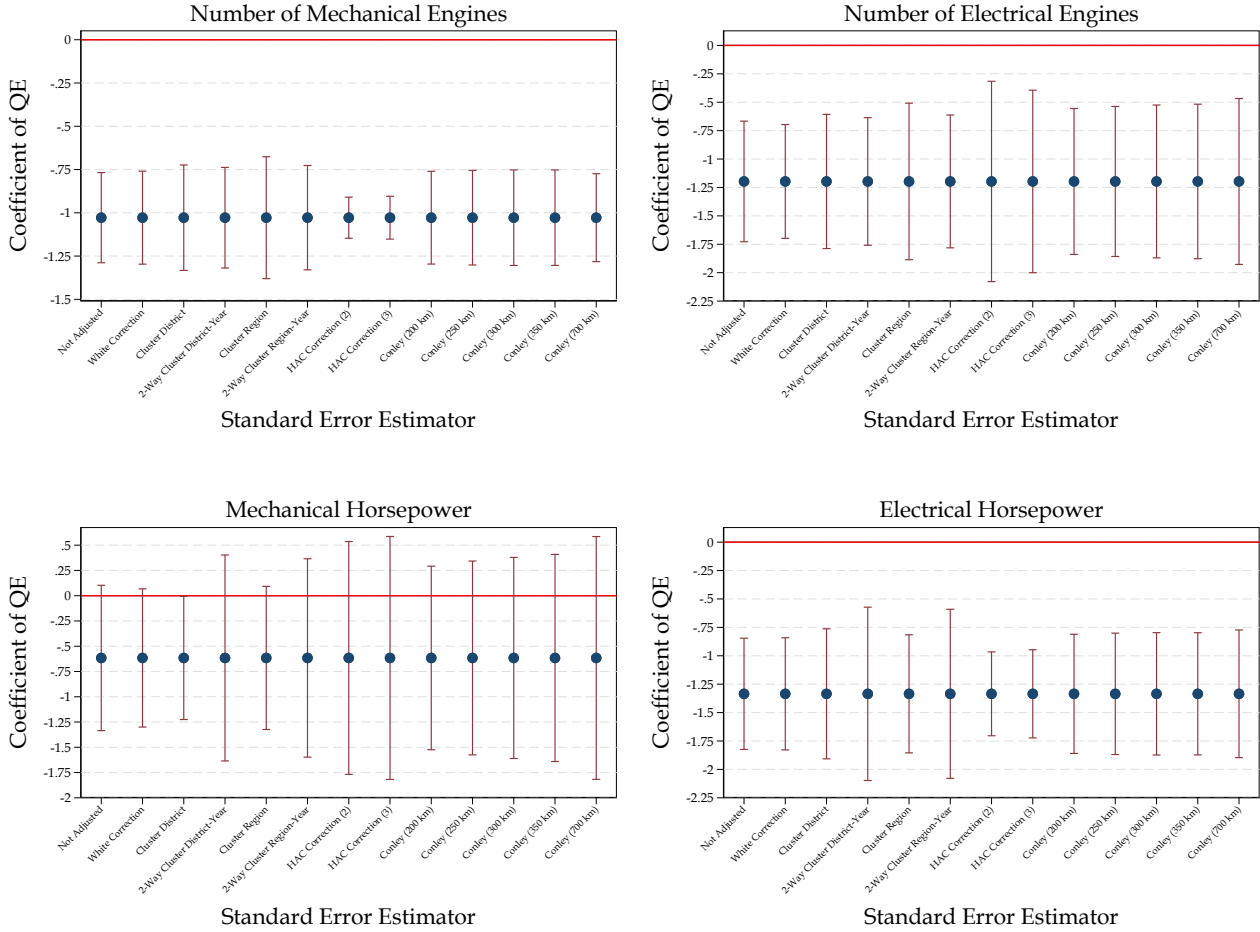 Number of Mechanical Engines
Coefficient of QE
0
-.25
-.5
-.75
-1
-1.25
-1.5
Not Adjusted
White Correction
Cluster District
2-Way Cluster District-Year
Cluster Region
2-Way Cluster Region-Year
HAC Correction (2)
HAC Correction (3)
Conley (200 km)
Conley (250 km)
Conley (300 km)
Conley (350 km)
Conley (700 km)
Standard Error Estimator
Number of Electrical Engines
Coefficient of QE
0
-.25
-.5
-.75
-1
-1.25
-1.5
-1.75
-2
-2.25
Not Adjusted
White Correction
Cluster District
2-Way Cluster District-Year
Cluster Region
2-Way Cluster Region-Year
HAC Correction (2)
HAC Correction (3)
Conley (200 km)
Conley (250 km)
Conley (300 km)
Conley (350 km)
Conley (700 km)
Standard Error Estimator
Mechanical Horsepower
Coefficient of QE
.5
.25
0
-.25
-.5
-.75
-1
-1.25
-1.5
-1.75
-2
Not Adjusted
White Correction
Cluster District
2-Way Cluster District-Year
Cluster Region
2-Way Cluster Region-Year
HAC Correction (2)
HAC Correction (3)
Conley (200 km)
Conley (250 km)
Conley (300 km)
Conley (350 km)
Conley (700 km)
Standard Error Estimator
Electrical Horsepower
Coefficient of QE
0
-.25
-.5
-.75
-1
-1.25
-1.5
-1.75
-2
-2.25
Not Adjusted
White Correction
Cluster District
2-Way Cluster District-Year
Cluster Region
2-Way Cluster Region-Year
HAC Correction (2)
HAC Correction (3)
Conley (200 km)
Conley (250 km)
Conley (300 km)
Conley (350 km)
Conley (700 km)
Standard Error Estimator